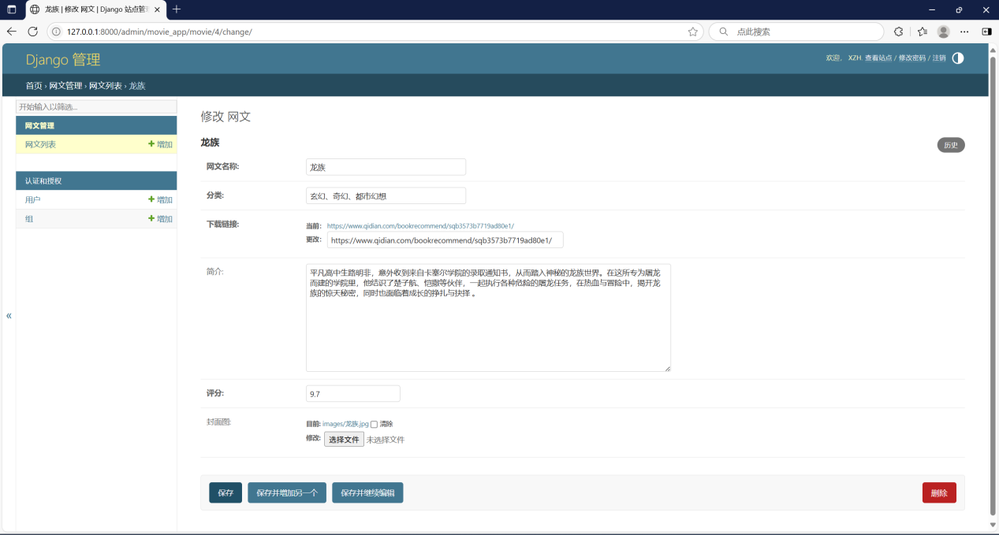 龙族 | 修改 网文 | Django 站点管
127.0.0.1:8000/admin/movie_app/movie/4/change/
点此搜索
Django 管理
欢迎， XZH. 查看站点 / 修改密码 / 注销
首页 › 网文管理 › 网文列表 › 龙族
开始输入以筛选...
网文管理
网文列表
+ 增加
认证和授权
用户
+ 增加
组
+ 增加
«
修改 网文
龙族
历史
网文名称:
龙族
分类:
玄幻、奇幻、都市幻想
下载链接:
当前: https://www.qidian.com/bookrecommend/sqb3573b7719ad80e1/
更改: https://www.qidian.com/bookrecommend/sqb3573b7719ad80e1/
简介:
平凡高中生路明非，意外收到来自卡塞尔学院的录取通知书，从而踏入神秘的龙族世界。在这所专为屠龙
而建的学院里，他结识了楚子航、恺撒等伙伴，一起执行各种危险的屠龙任务，在热血与冒险中，揭开龙
族的惊天秘密，同时也面临着成长的挣扎与抉择 。
评分:
9.7
封面图:
目前: images/龙族.jpg 清除
修改: 选择文件 未选择文件
保存
保存并增加另一个
保存并继续编辑
删除